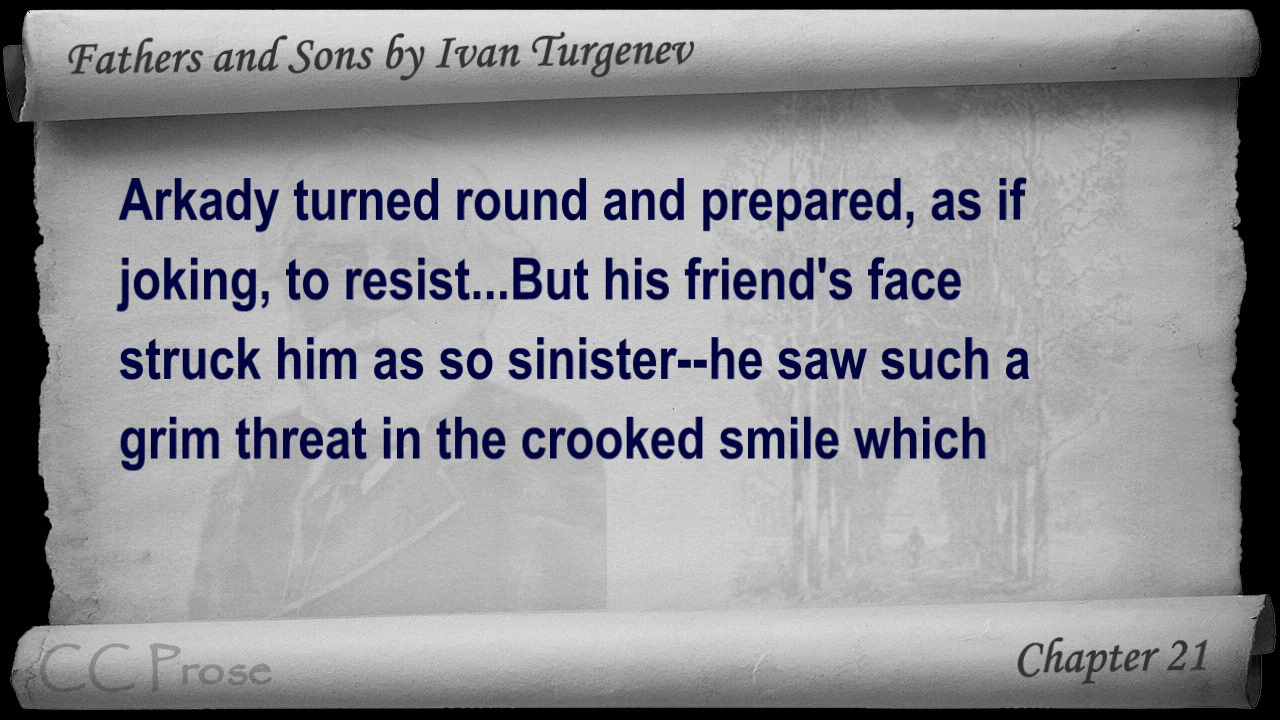 Fathers and Sons by Ivan Turgenev
Arkady turned round and prepared, as if
joking, to resist...But his friend's face
struck him as so sinister--he saw such a
grim threat in the crooked smile which
CC Prose
Chapter 21